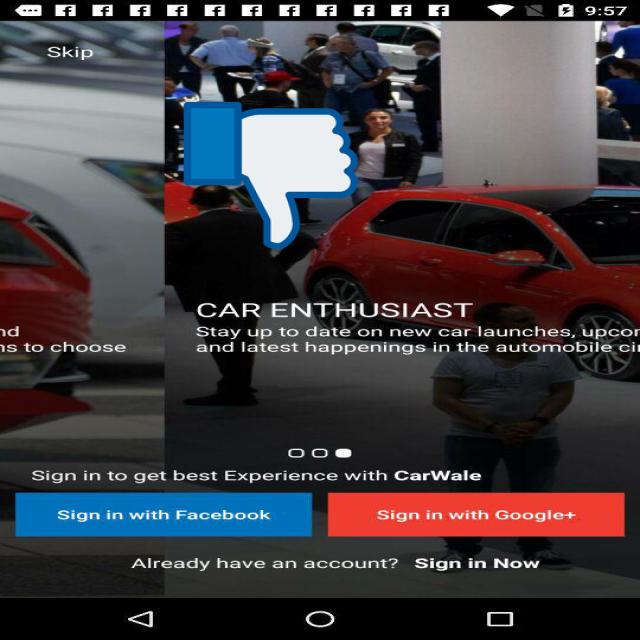 9:57
Skip
CAR ENTHUSIAST
nd
Stay up to date on new car launches, upcor
ns to choose
and latest happenings in the automobile ci
Sign in to get best Experience with CarWale
Sign in with Facebook
Sign in with Google+
Already have an account? Sign in Now